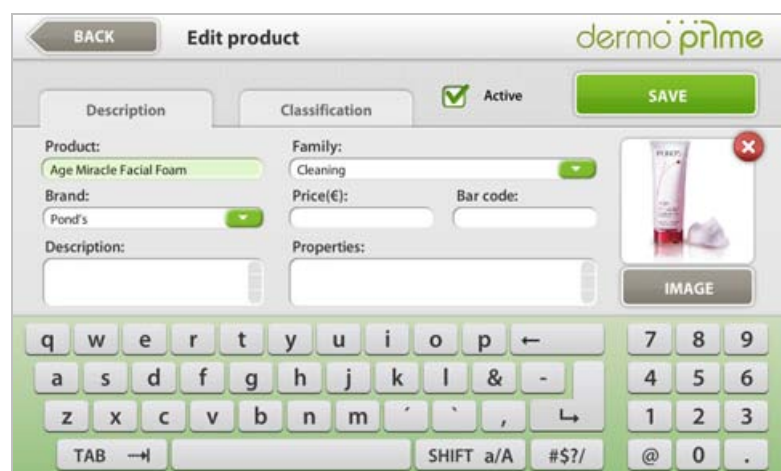 BACK
Edit product
dermo prime
Description
Classification
Active
SAVE
Product:
Family:
Age Miracle Facial Foam
Cleaning
Brand:
Price(€):
Bar code:
Pond's
Description:
Properties:
POND'S
IMAGE
q w e r t y u i o p ← 7 8 9
a s d f g h j k l & - 4 5 6
z x c v b n m ´ ` , ↵ 1 2 3
TAB SHIFT a/A #$?/ @ 0 .